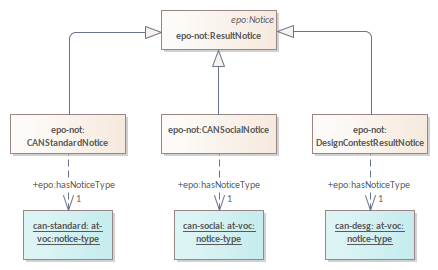 epo:Notice
epo-not:ResultNotice
epo-not:
CANStandardNotice
epo-not:CANSocialNotice
epo-not:
DesignContestResultNotice
+epo:hasNoticeType
1
+epo:hasNoticeType
1
+epo:hasNoticeType
1
can-standard: at-
voc:notice-type
can-social: at-voc:
notice-type
can-desg: at-voc:
notice-type